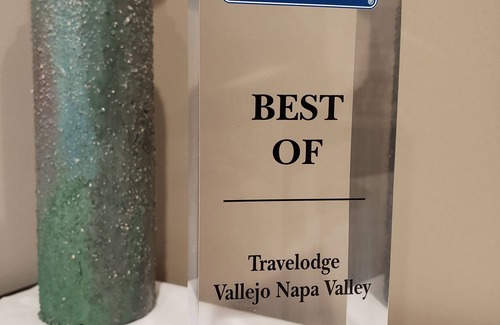 BEST
OF
Travelodge
Vallejo Napa Valley